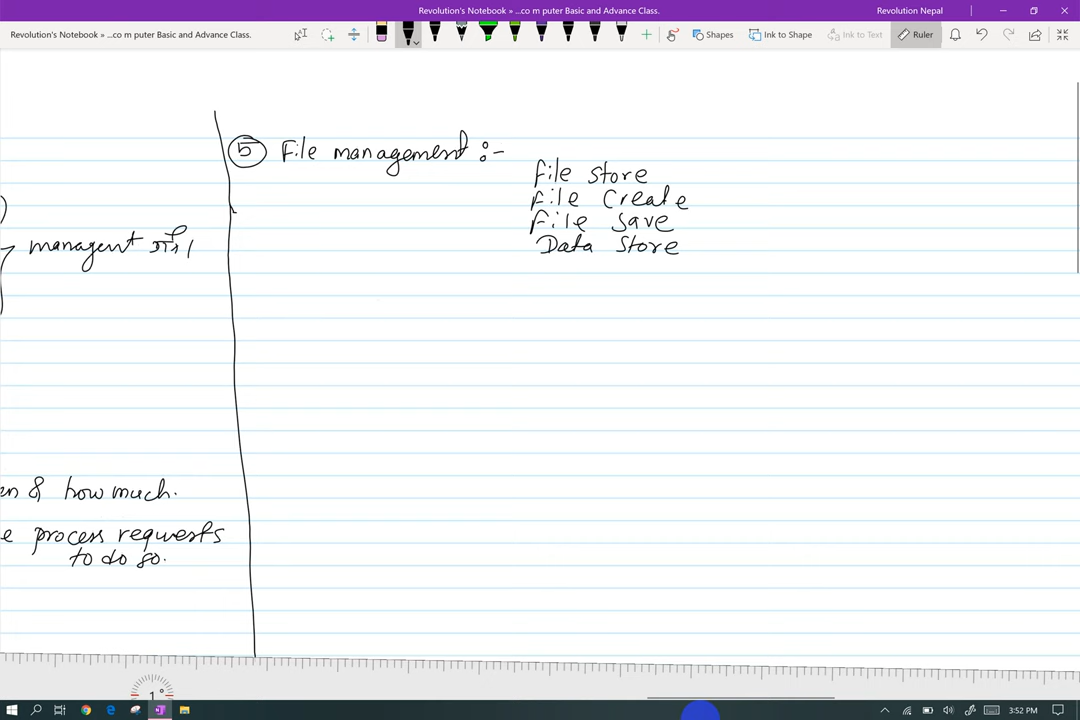 Revolution's Notebook » ...co m puter Basic and Advance Class.
Revolution Nepal
Revolution's Notebook » ...co m puter Basic and Advance Class.
Shapes
Ink to Shape
Ink to Text
Ruler
5 File management :-
File Store
File Create
File Save
Data Store
managent गर्ने।
en & how much.
e process requests
to do so.
1°
3:52 PM